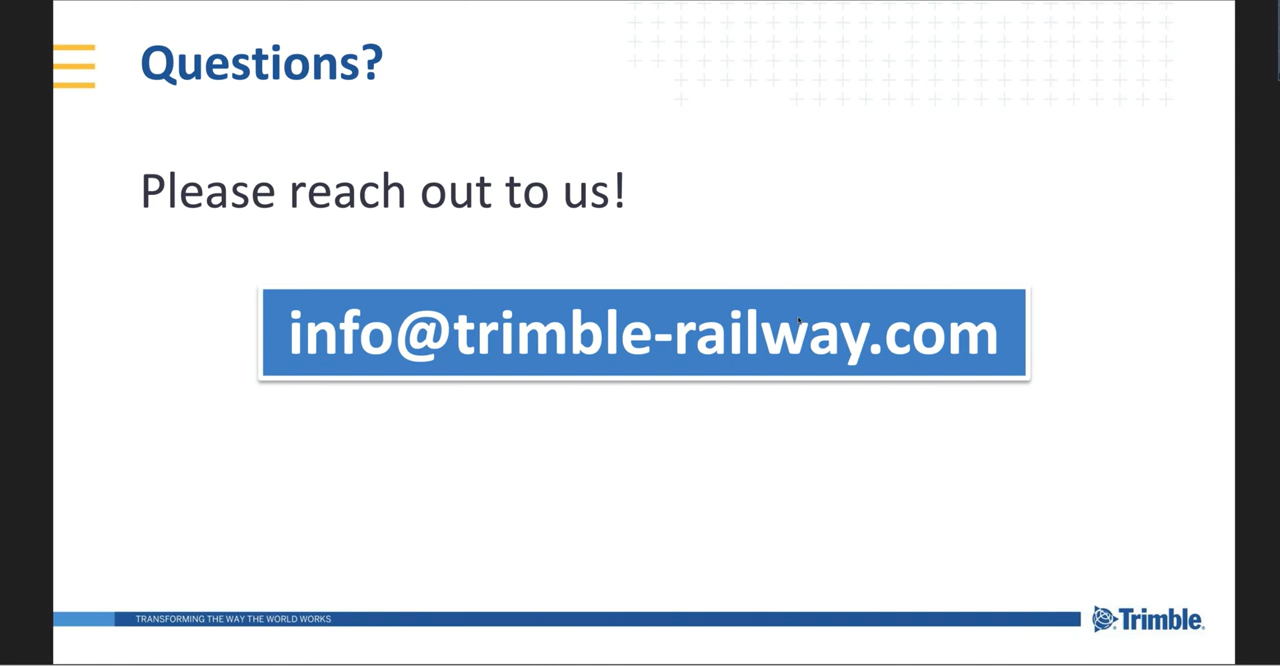 Questions?
Please reach out to us!
info@trimble-railway.com
TRANSFORMING THE WAY THE WORLD WORKS
Trimble.